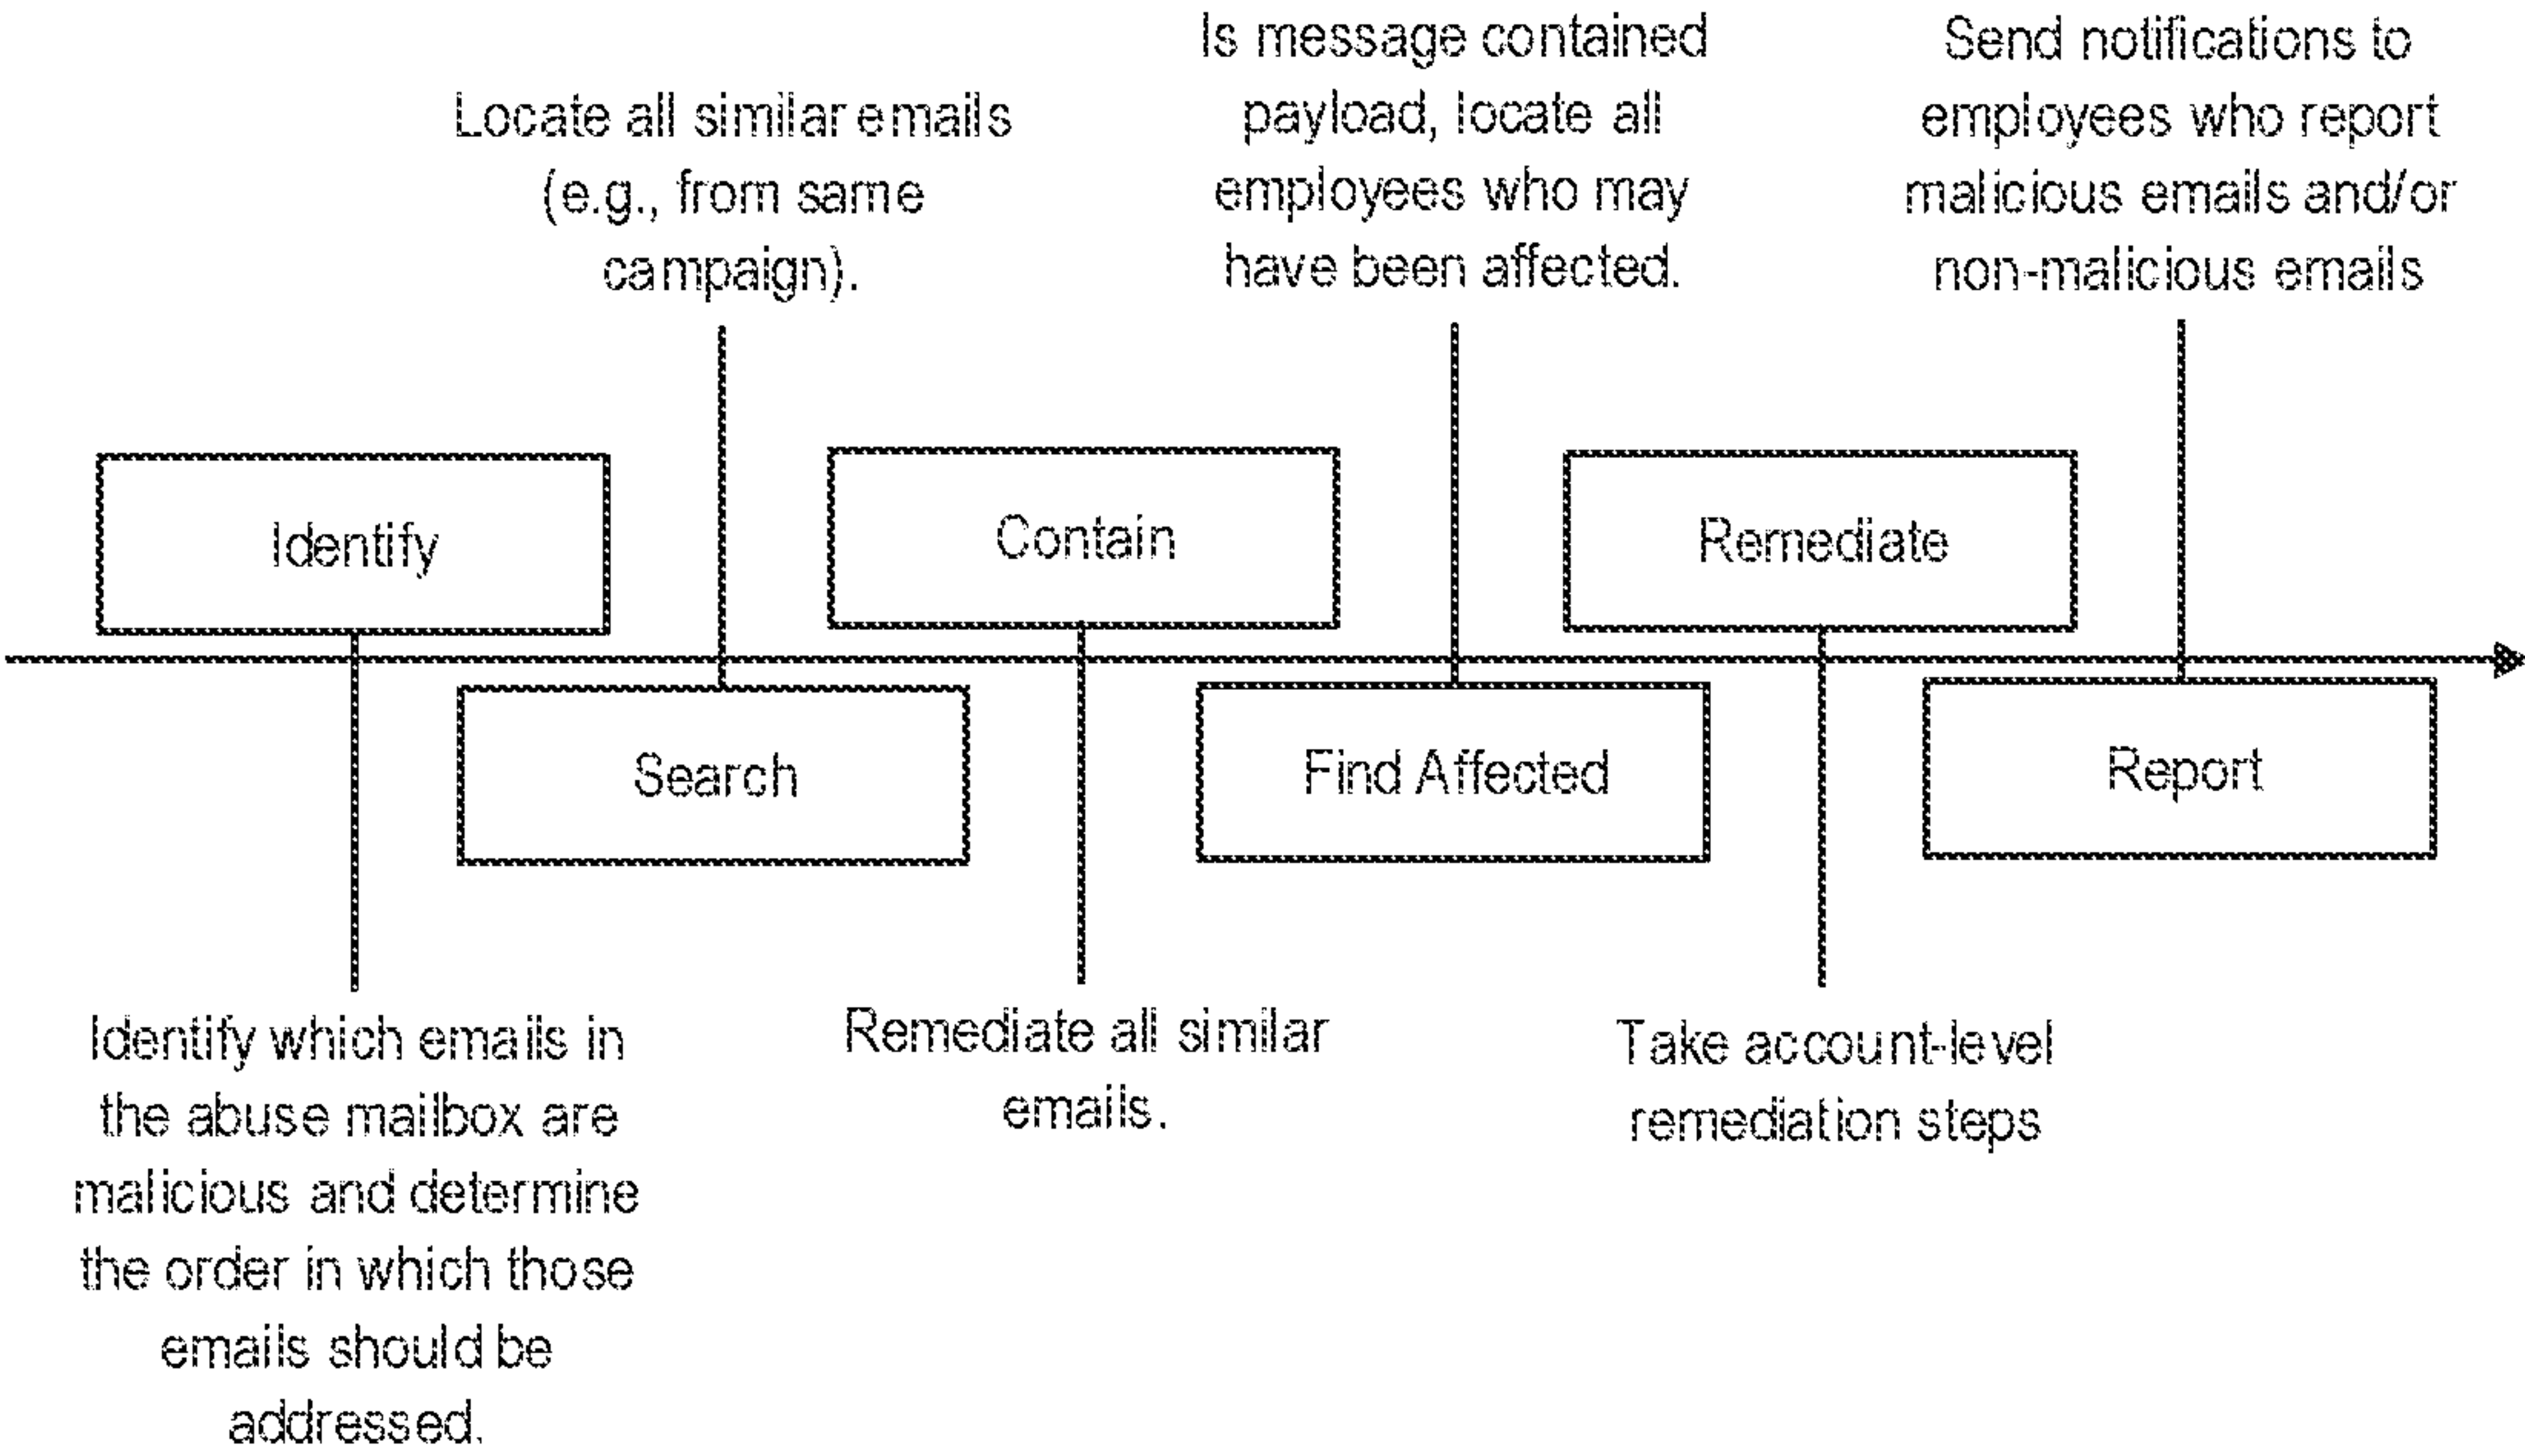 Locate all similar emails
(e.g., from same
campaign).
Is message contained
payload, locate all
employees who may
have been affected.
Send notifications to
employees who report
malicious emails and/or
non-malicious emails
Identify
Contain
Remediate
Search
Find Affected
Report
Identify which emails in
the abuse mailbox are
malicious and determine
the order in which those
emails should be
addressed.
Remediate all similar
emails.
Take account-level
remediation steps